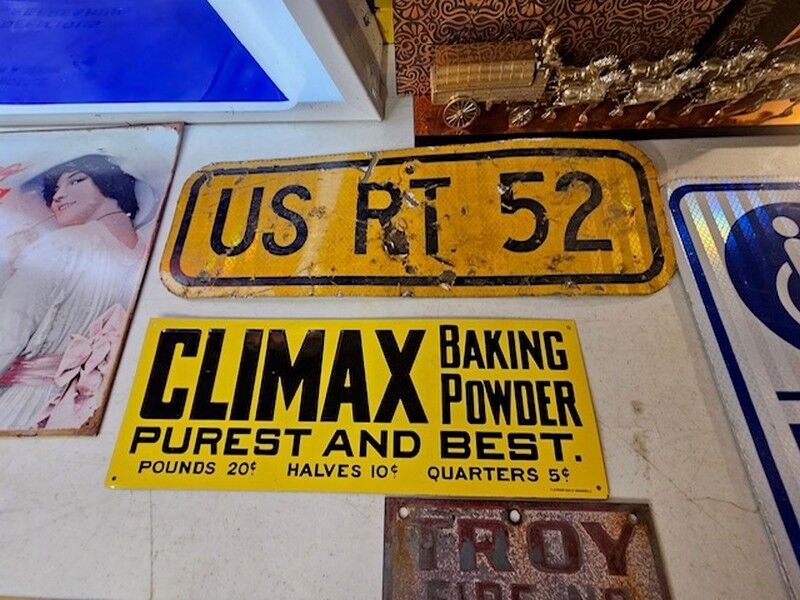 US RT 52
CLIMAX BAKING POWDER
PUREST AND BEST.
POUNDS 20¢ HALVES 10¢ QUARTERS 5¢
TROY